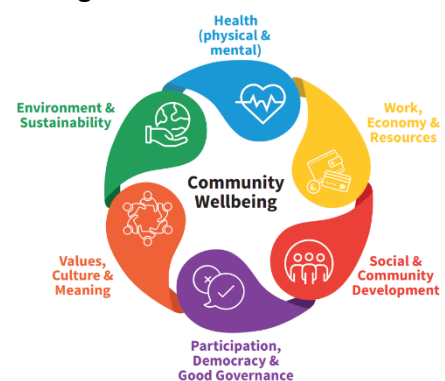 Health
(physical &
mental)
Environment &
Sustainability
Work,
Economy &
Resources
Community
Wellbeing
Values,
Culture &
Meaning
Social &
Community
Development
Participation,
Democracy &
Good Governance